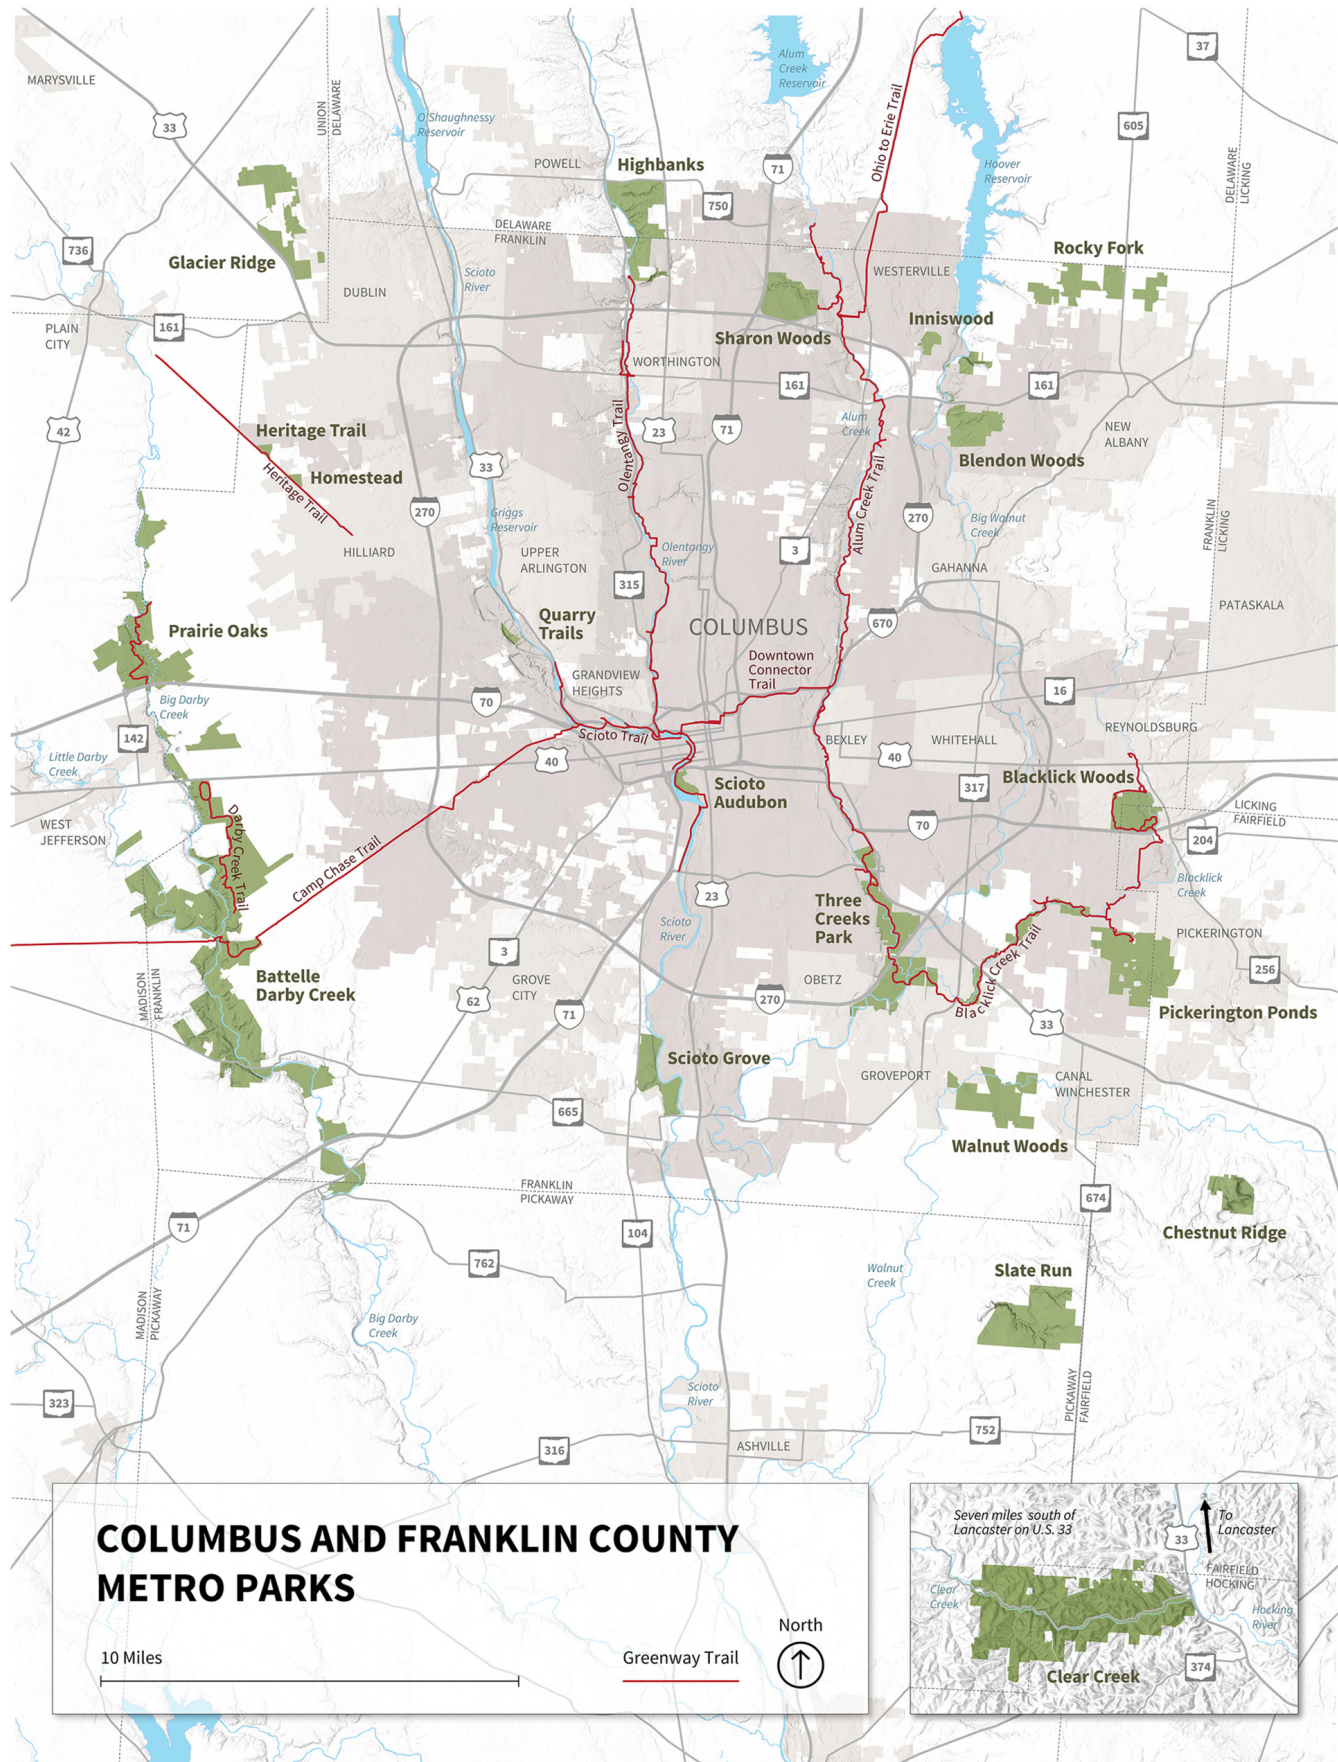 37
Alum
Creek
Reservoir
MARYSVILLE
33
UNION
DELAWARE
O'Shaughnessy
Reservoir
Ohio to Erie Trail
605
POWELL
Highbanks
71
Hoover
Reservoir
DELAWARE
LICKING
750
DELAWARE
FRANKLIN
736
Glacier Ridge
Scioto
River
WESTERVILLE
Rocky Fork
DUBLIN
PLAIN
CITY
161
Sharon Woods
Inniswood
WORTHINGTON
161
161
42
Heritage Trail
Olentangy Trail
23
71
Alum
Creek
NEW
ALBANY
Homestead
33
Blendon Woods
Heritage Trail
270
Griggs
Reservoir
Alum Creek Trail
270
Big Walnut
Creek
FRANKLIN
LICKING
HILLIARD
UPPER
ARLINGTON
Olentangy
River
3
GAHANNA
315
PATASKALA
Prairie Oaks
Quarry
Trails
COLUMBUS
670
Downtown
Connector
Trail
GRANDVIEW
HEIGHTS
70
16
Big Darby
Creek
142
Scioto Trail
BEXLEY
WHITEHALL
REYNOLDSBURG
Little Darby
Creek
40
40
Scioto
Audubon
317
Blacklick Woods
WEST
JEFFERSON
Darby Creek Trail
70
LICKING
FAIRFIELD
204
Camp Chase Trail
23
Three
Creeks
Park
Blacklick
Creek
Scioto
River
PICKERINGTON
3
Battelle
Darby Creek
MADISON
FRANKLIN
GROVE
CITY
62
71
270
OBETZ
Blacklick Creek Trail
256
33
Pickerington Ponds
Scioto Grove
GROVEPORT
CANAL
WINCHESTER
665
Walnut Woods
FRANKLIN
PICKAWAY
674
71
104
Chestnut Ridge
762
Walnut
Creek
Slate Run
MADISON
PICKAWAY
Big Darby
Creek
323
Scioto
River
PICKAWAY
FAIRFIELD
316
ASHVILLE
752
COLUMBUS AND FRANKLIN COUNTY
METRO PARKS
10 Miles
Greenway Trail
North
Seven miles south of
Lancaster on U.S. 33
33
To
Lancaster
FAIRFIELD
HOCKING
Clear
Creek
Hocking
River
Clear Creek
374